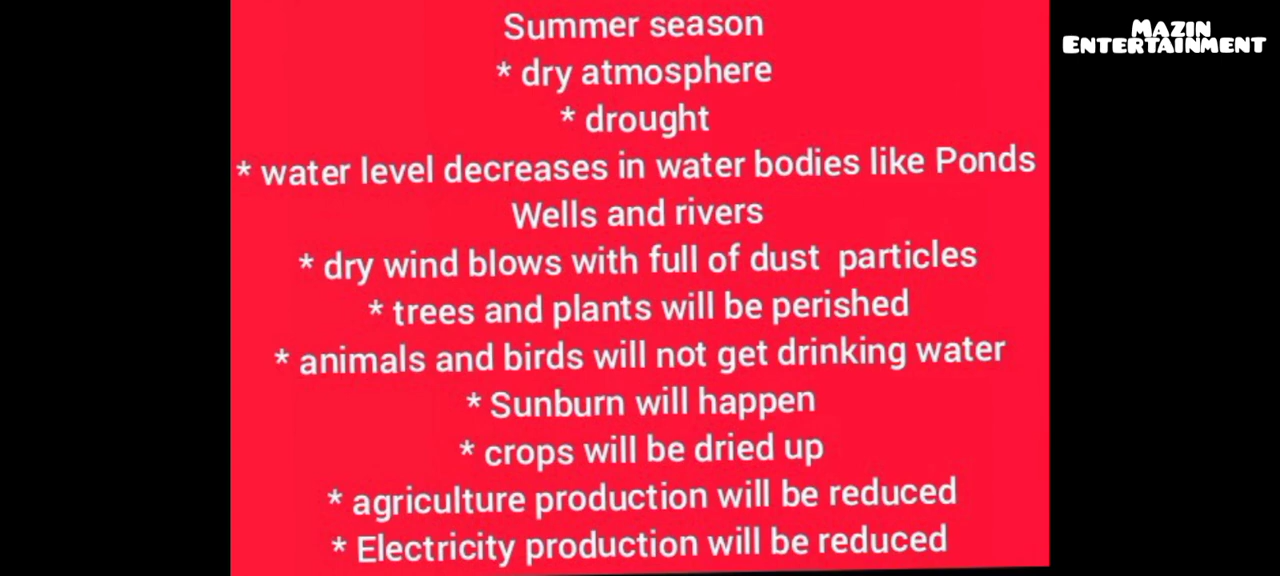 Summer season
* dry atmosphere
* drought
* water level decreases in water bodies like Ponds
Wells and rivers
* dry wind blows with full of dust particles
* trees and plants will be perished
* animals and birds will not get drinking water
* Sunburn will happen
* crops will be dried up
* agriculture production will be reduced
* Electricity production will be reduced
MAZIN
ENTERTAINMENT